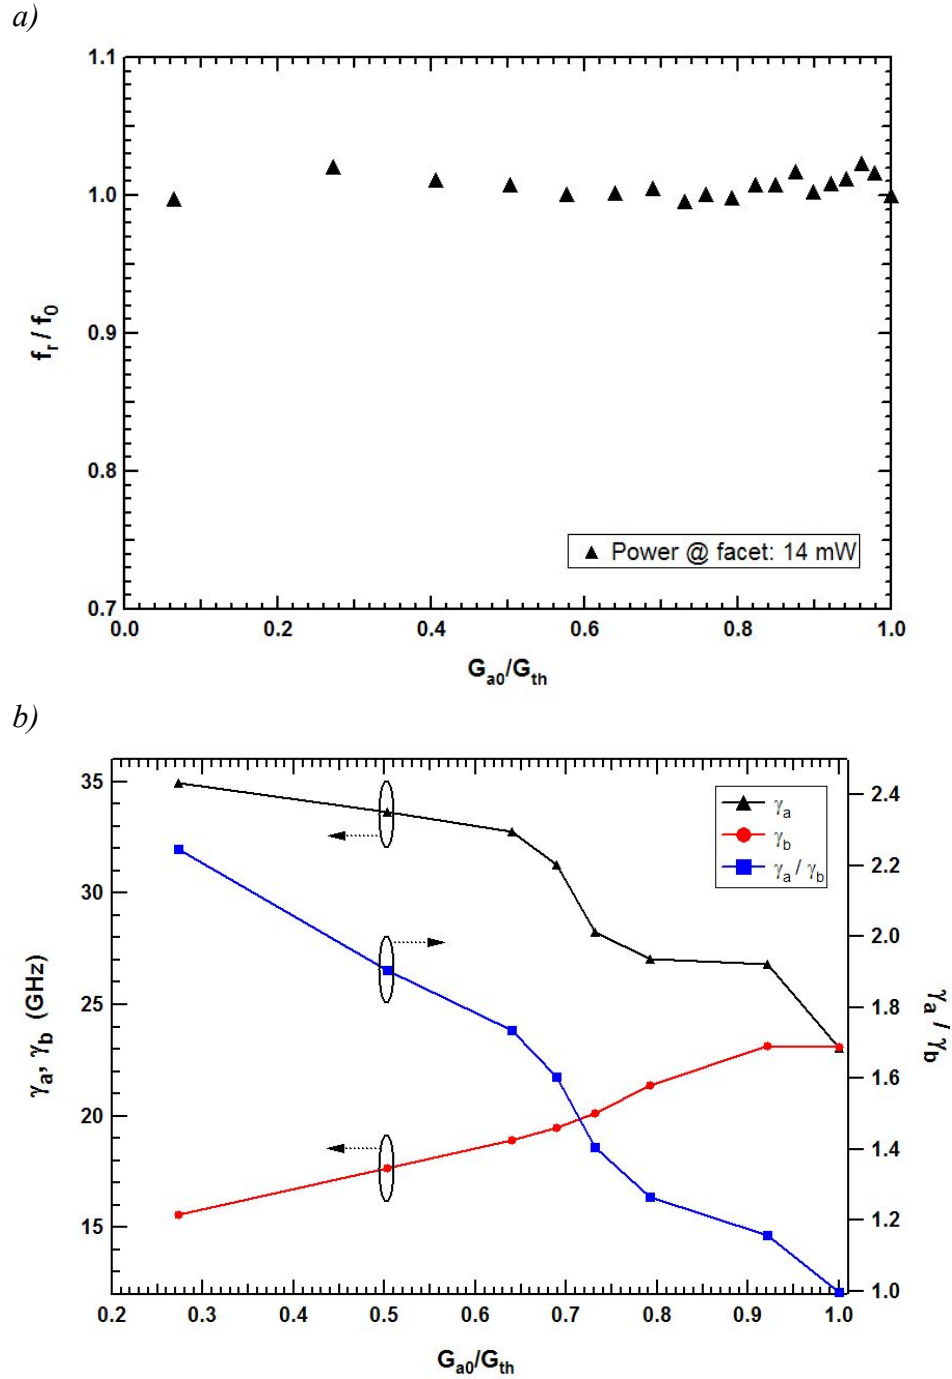 a)
1.1
1.0
0.9
0.8
0.7
f_r / f_0
▲ Power @ facet: 14 mW
0.0 0.2 0.4 0.6 0.8 1.0
G_a0/G_th
b)
35
30
25
20
15
γ_a, γ_b (GHz)
γ_a
γ_b
γ_a / γ_b
2.4
2.2
2.0
1.8
1.6
1.4
1.2
1.0
γ_a / γ_b
0.2 0.3 0.4 0.5 0.6 0.7 0.8 0.9 1.0
G_a0/G_th